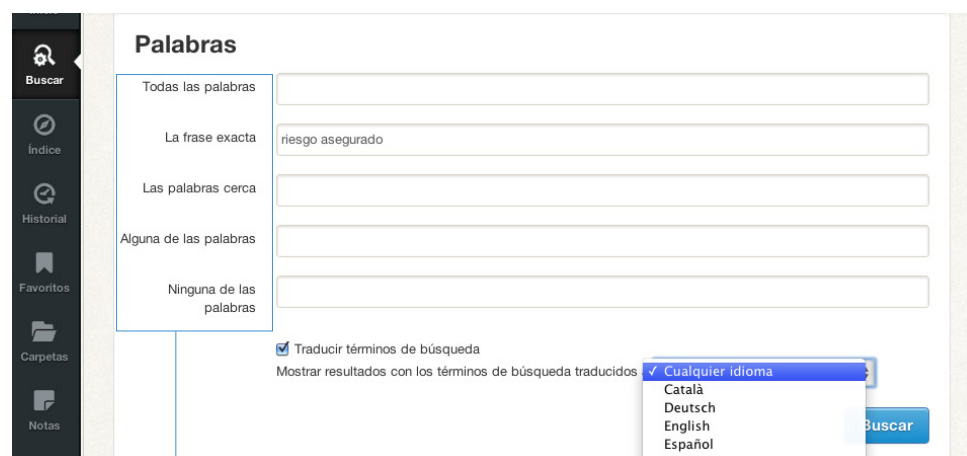 Palabras
Buscar
Todas las palabras
La frase exacta
riesgo asegurado
Índice
Las palabras cerca
Historial
Alguna de las palabras
Favoritos
Ninguna de las
palabras
Carpetas
Traducir términos de búsqueda
Mostrar resultados con los términos de búsqueda traducidos
✓ Cualquier idioma
Català
Deutsch
English
Español
Buscar
Notas